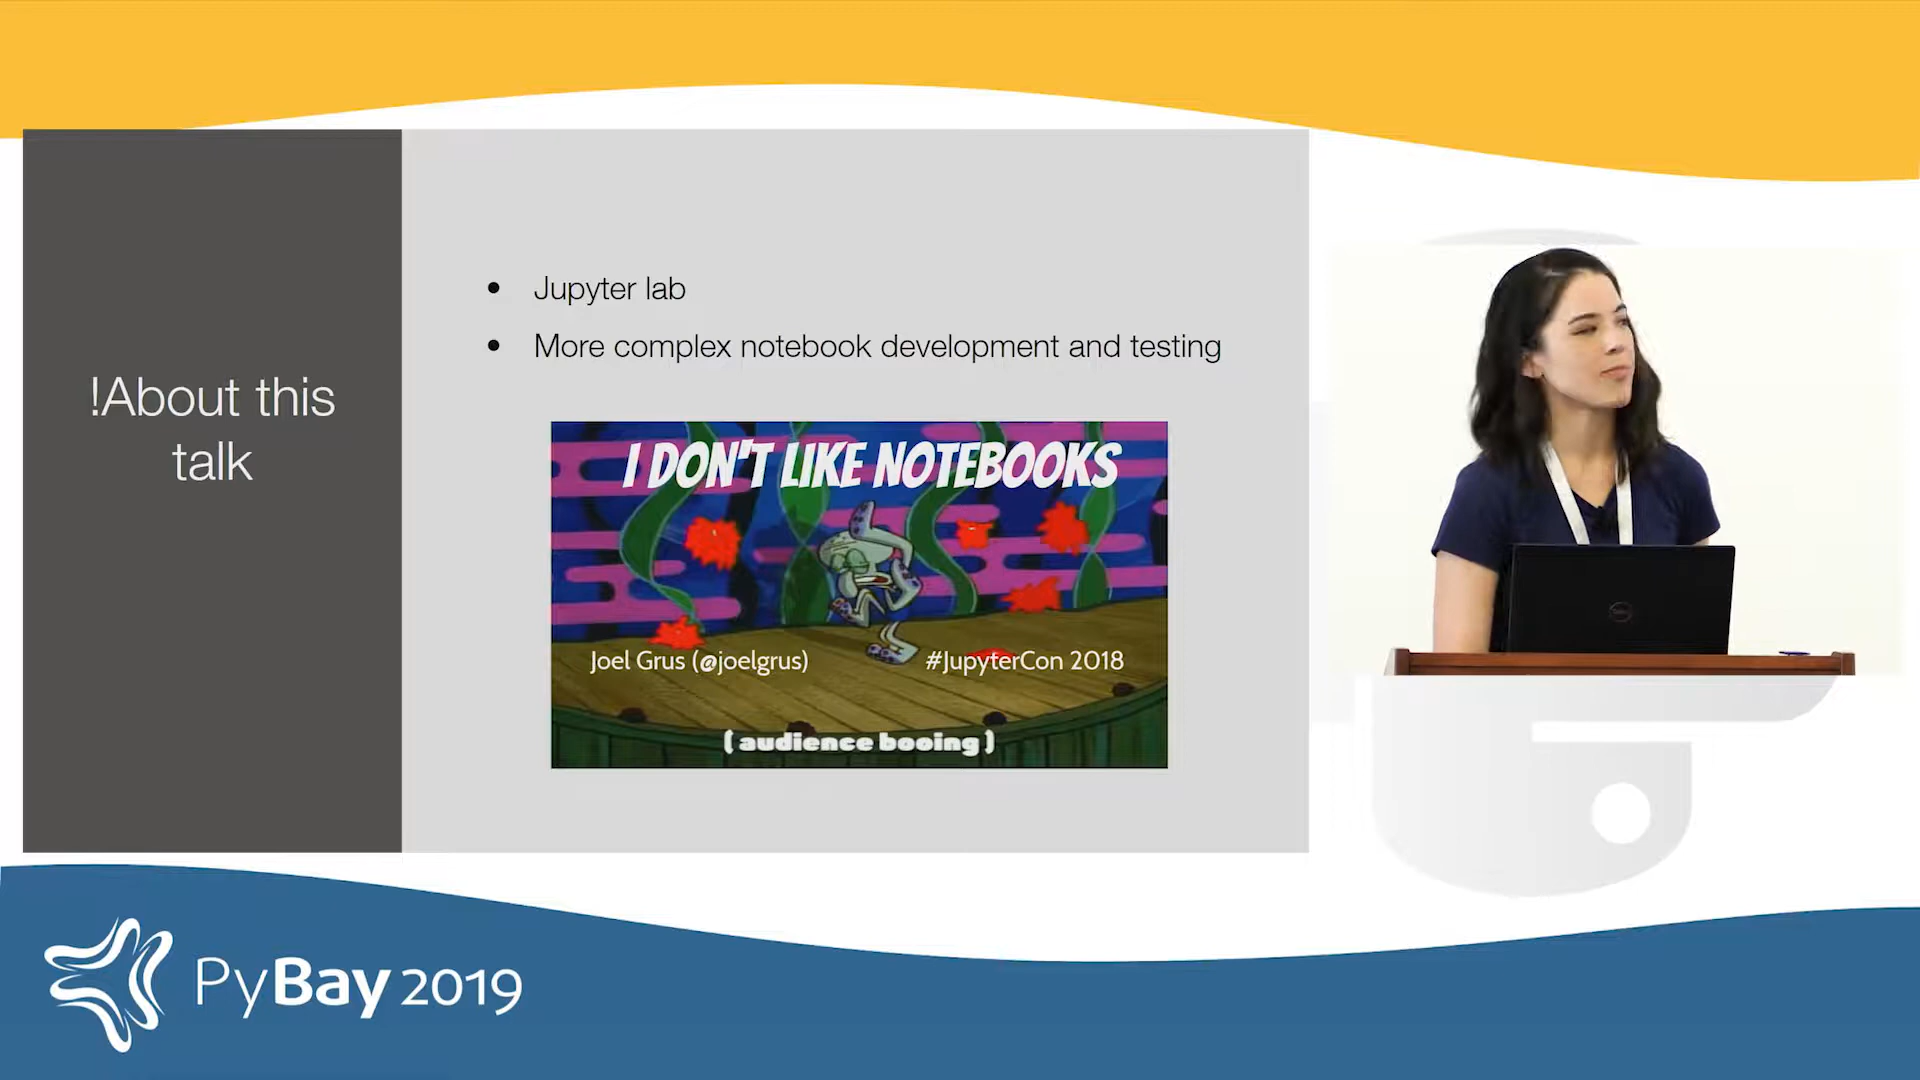 !About this
talk
• Jupyter lab
• More complex notebook development and testing
I DON'T LIKE NOTEBOOKS
Joel Grus (@joelgrus)
#JupyterCon 2018
( audience booing )
PyBay 2019